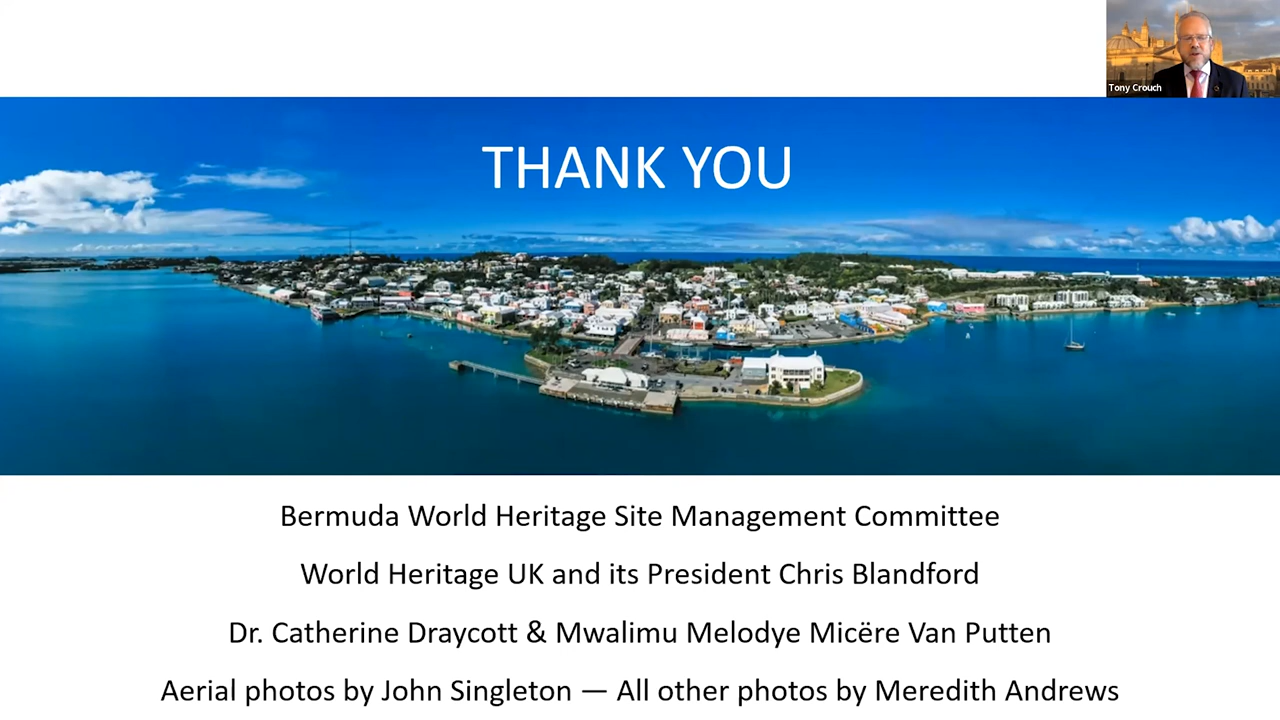 Tony Crouch
THANK YOU
Bermuda World Heritage Site Management Committee
World Heritage UK and its President Chris Blandford
Dr. Catherine Draycott & Mwalimu Melodye Micëre Van Putten
Aerial photos by John Singleton — All other photos by Meredith Andrews